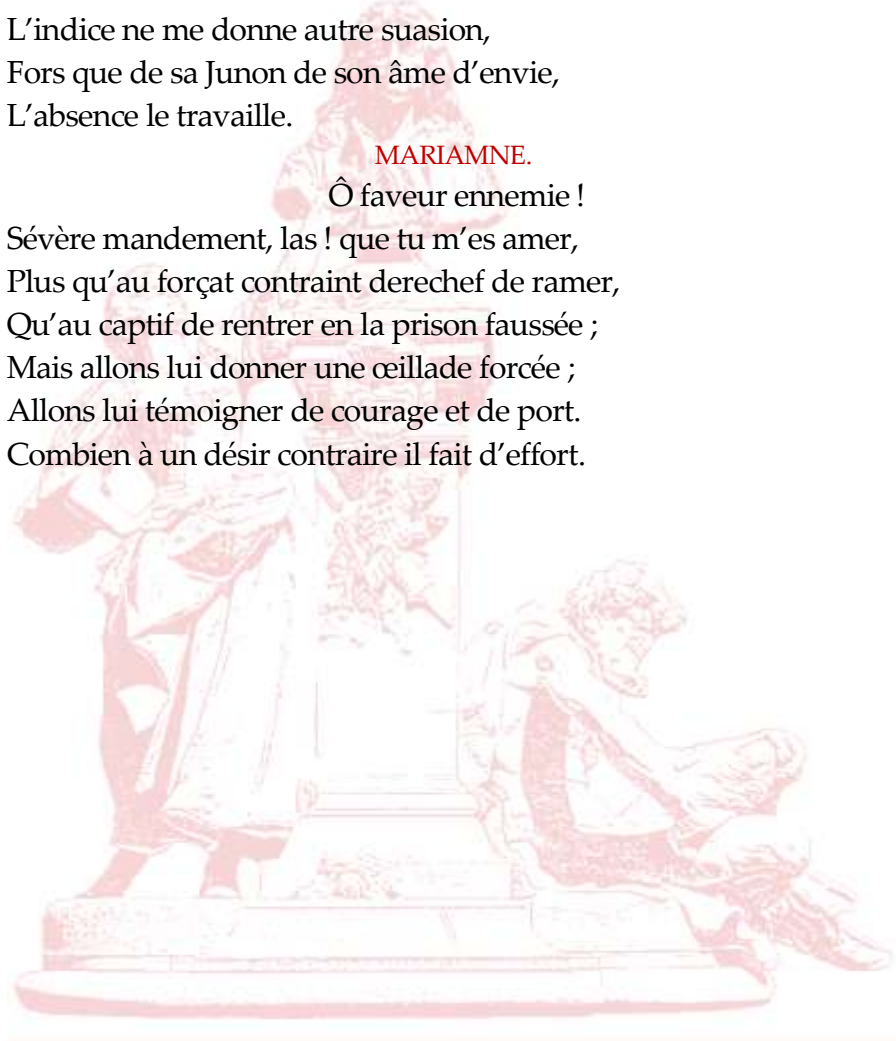 L’indice ne me donne autre suasion,
Fors que de sa Junon de son âme d’envie,
L’absence le travaille.
MARIAMNE.
Ô faveur ennemie !
Sévère mandement, las ! que tu m’es amer,
Plus qu’au forçat contraint derechef de ramer,
Qu’au captif de rentrer en la prison faussée ;
Mais allons lui donner une œillade forcée ;
Allons lui témoigner de courage et de port.
Combien à un désir contraire il fait d’effort.